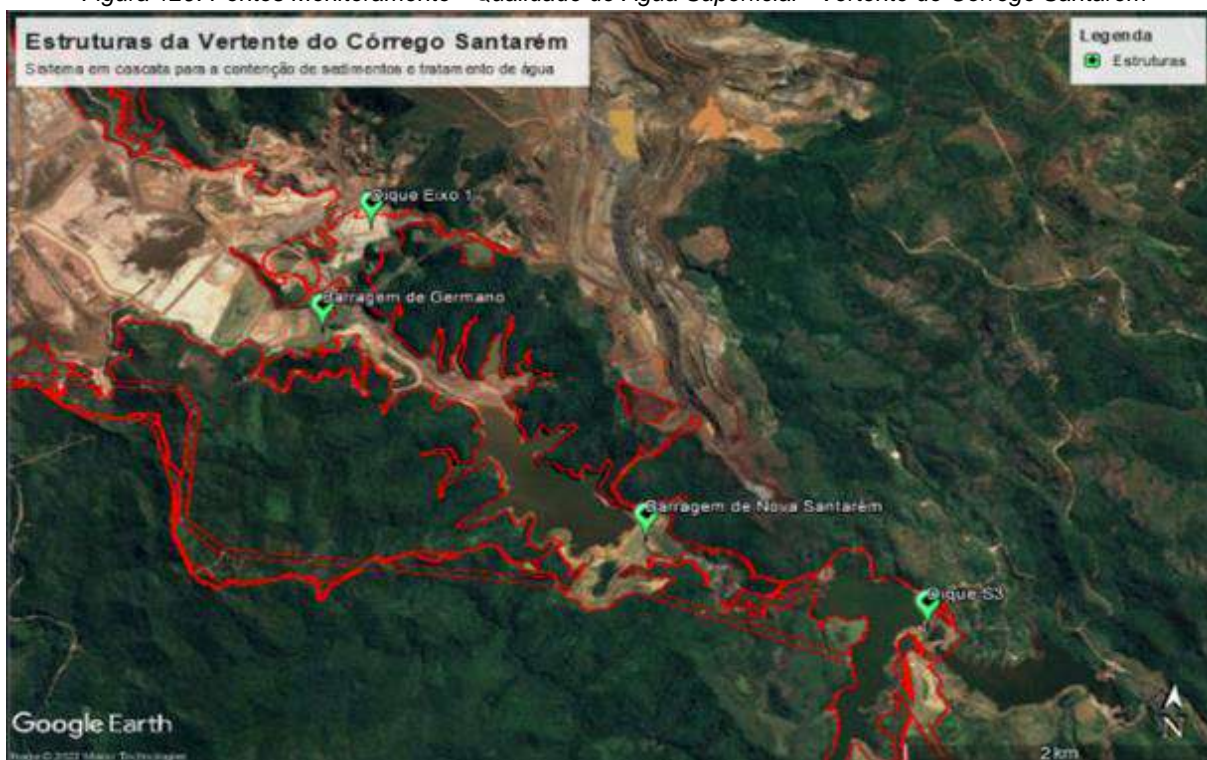 Estruturas da Vertente do Córrego Santarém
Sistema em cascata para a contenção de sedimentos e tratamento de água
Legenda
Estruturas
Dique Eixo 1
Barragem de Germano
Barragem de Nova Santarém
Dique S3
Google Earth
N
2 km